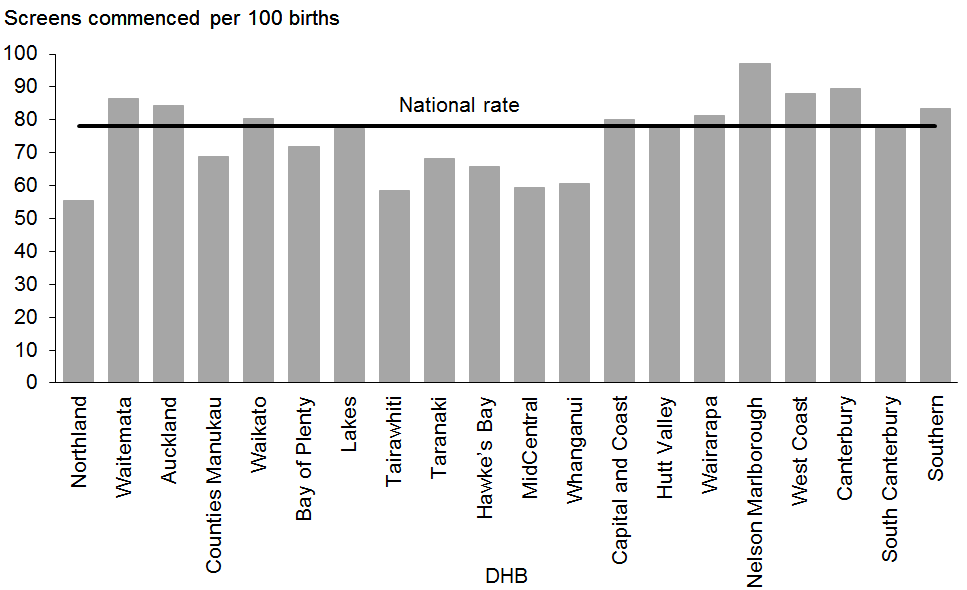 Screens commenced per 100 births
100
90
80
70
60
50
40
30
20
10
0
National rate
Northland
Waitemata
Auckland
Counties Manukau
Waikato
Bay of Plenty
Lakes
Tairawhiti
Taranaki
Hawke’s Bay
MidCentral
Whanganui
Capital and Coast
Hutt Valley
Wairarapa
Nelson Marlborough
West Coast
Canterbury
South Canterbury
Southern
DHB